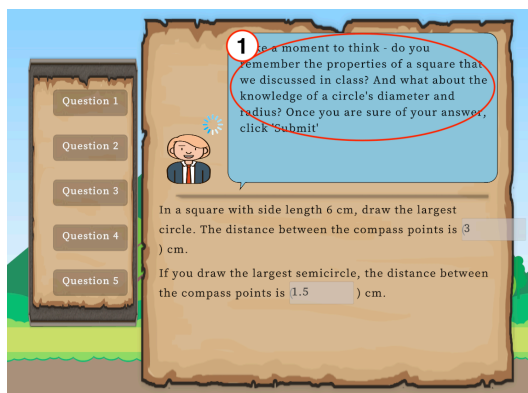 1
e a moment to think - do you
remember the properties of a square that
we discussed in class? And what about the
knowledge of a circle's diameter and
radius? Once you are sure of your answer,
click 'Submit'
Question 1
Question 2
Question 3
Question 4
Question 5
In a square with side length 6 cm, draw the largest
circle. The distance between the compass points is (3
) cm.
If you draw the largest semicircle, the distance between
the compass points is (1.5 ) cm.